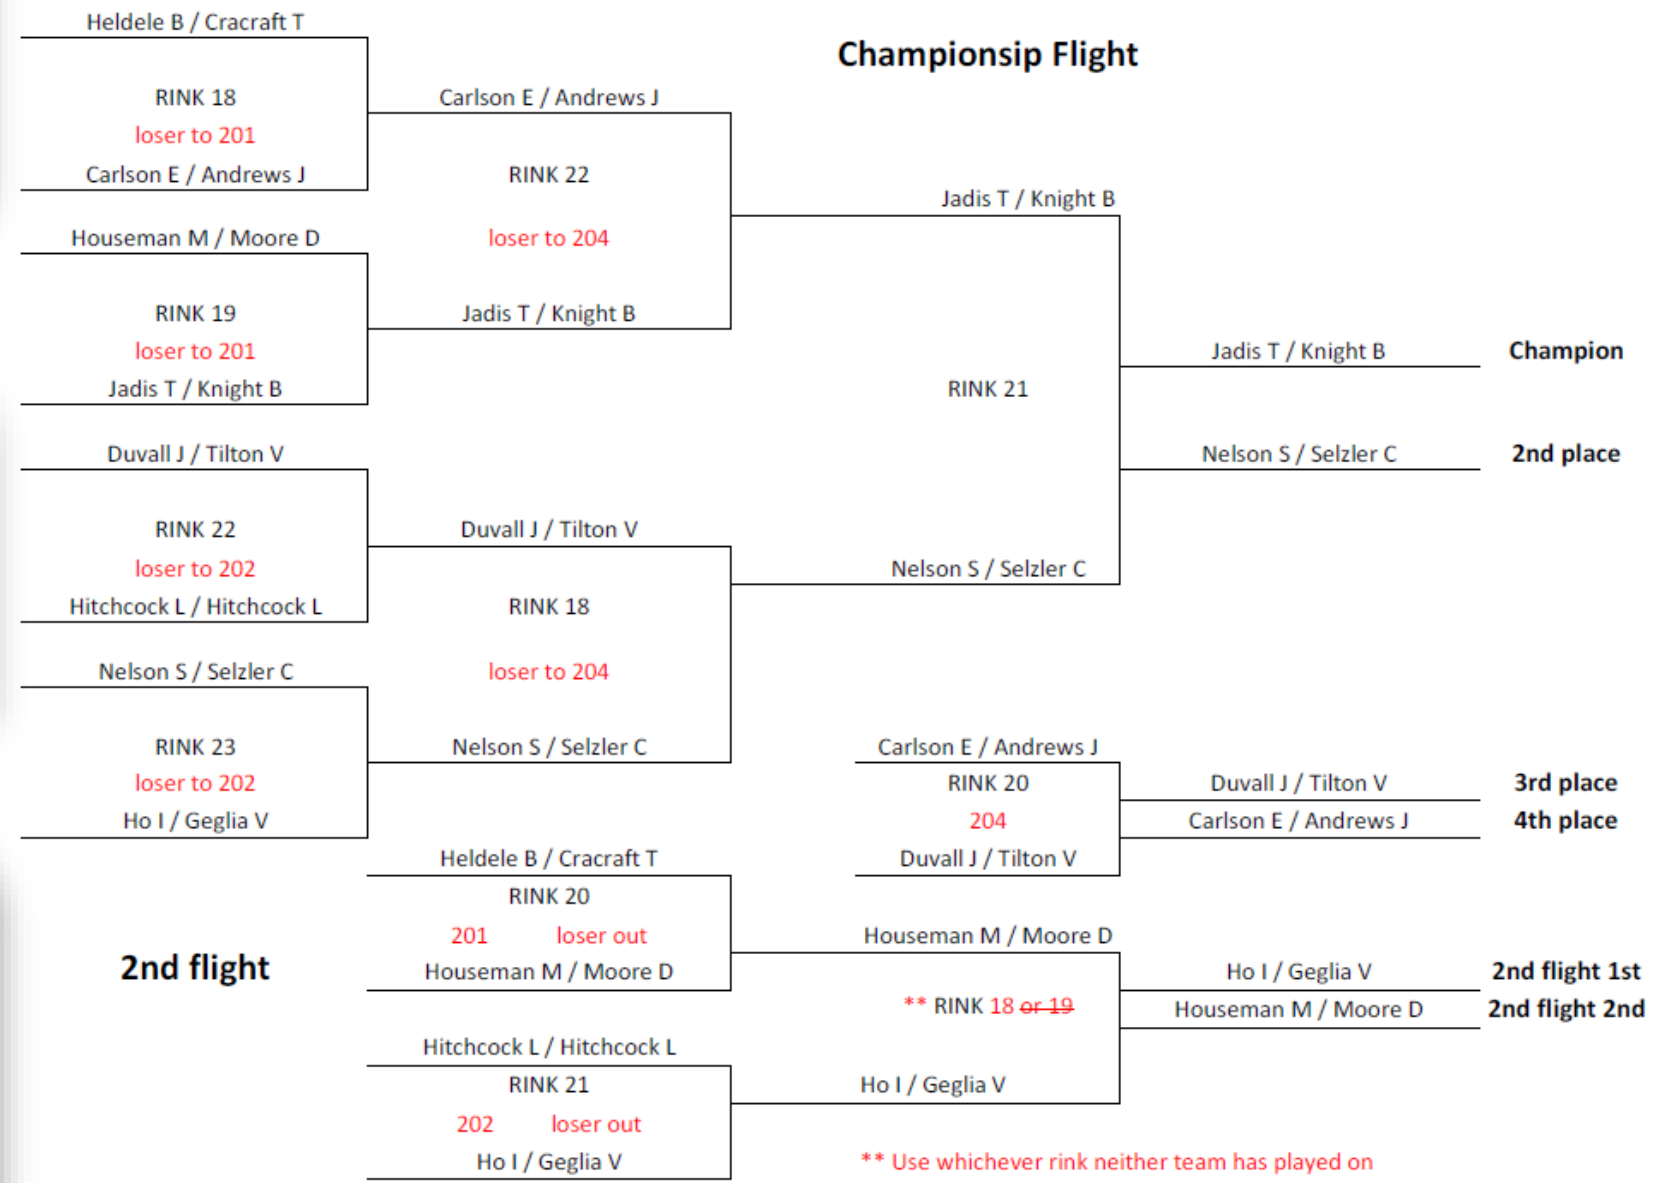 Heldele B / Cracraft T
Championsip Flight
RINK 18
Carlson E / Andrews J
loser to 201
Carlson E / Andrews J
RINK 22
Jadis T / Knight B
Houseman M / Moore D
loser to 204
RINK 19
Jadis T / Knight B
loser to 201
Jadis T / Knight B
Champion
Jadis T / Knight B
RINK 21
Duvall J / Tilton V
Nelson S / Selzler C
2nd place
RINK 22
Duvall J / Tilton V
loser to 202
Nelson S / Selzler C
Hitchcock L / Hitchcock L
RINK 18
Nelson S / Selzler C
loser to 204
RINK 23
Nelson S / Selzler C
Carlson E / Andrews J
loser to 202
RINK 20
Duvall J / Tilton V
3rd place
Ho I / Geglia V
204
Carlson E / Andrews J
4th place
Heldele B / Cracraft T
Duvall J / Tilton V
RINK 20
201 loser out
Houseman M / Moore D
2nd flight
Houseman M / Moore D
Ho I / Geglia V
2nd flight 1st
** RINK 18 or 19
Houseman M / Moore D
2nd flight 2nd
Hitchcock L / Hitchcock L
RINK 21
Ho I / Geglia V
202 loser out
Ho I / Geglia V
** Use whichever rink neither team has played on